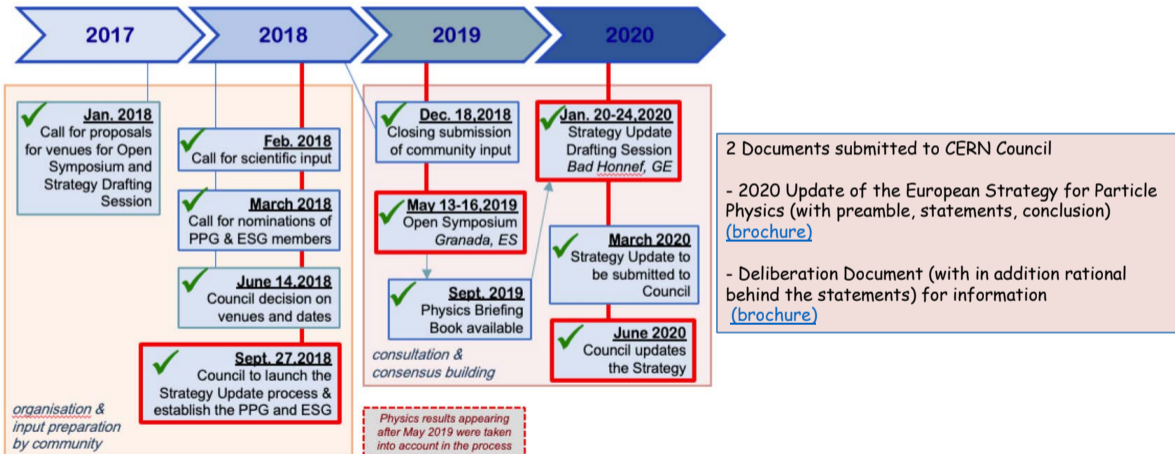 2017
2018
2019
2020
Jan. 2018
Call for proposals
for venues for Open
Symposium and
Strategy Drafting
Session
Feb. 2018
Call for scientific input
March 2018
Call for nominations of
PPG & ESG members
June 14,2018
Council decision on
venues and dates
Sept. 27,2018
Council to launch the
Strategy Update process &
establish the PPG and ESG
organisation &
input preparation
by community
Dec. 18,2018
Closing submission
of community input
May 13-16,2019
Open Symposium
Granada, ES
Sept. 2019
Physics Briefing
Book available
consultation &
consensus building
Jan. 20-24,2020
Strategy Update
Drafting Session
Bad Honnef, GE
March 2020
Strategy Update to
be submitted to
Council
June 2020
Council updates
the Strategy
Physics results appearing
after May 2019 were taken
into account in the process
2 Documents submitted to CERN Council
- 2020 Update of the European Strategy for Particle
Physics (with preamble, statements, conclusion)
(brochure)
- Deliberation Document (with in addition rational
behind the statements) for information
(brochure)